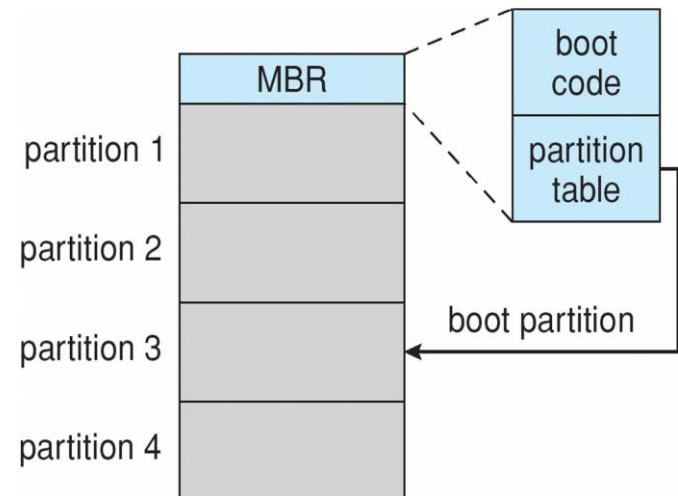 MBR
boot
code
partition
table
partition 1
partition 2
boot partition
partition 3
partition 4